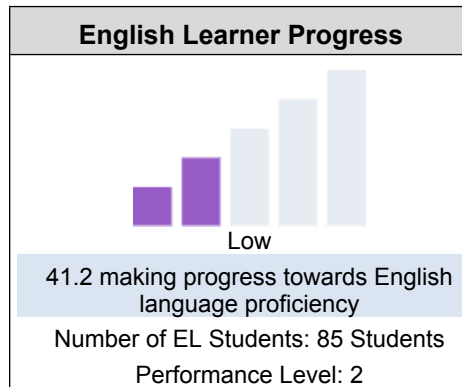 English Learner Progress
Low
41.2 making progress towards English
language proficiency
Number of EL Students: 85 Students
Performance Level: 2